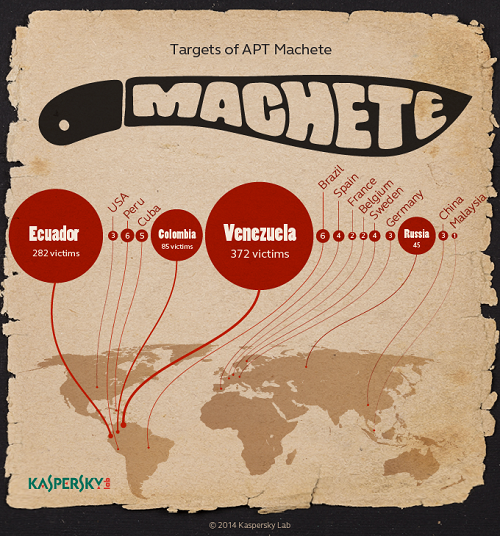 Targets of APT Machete
MACHETE
Ecuador
282 victims
USA
3
Peru
6
Cuba
5
Colombia
85 victims
Venezuela
372 victims
Brazil
6
Spain
4
France
2
Belgium
2
Sweden
4
Germany
3
Russia
45
China
3
Malaysia
1
KASPERSKY lab
© 2014 Kaspersky Lab